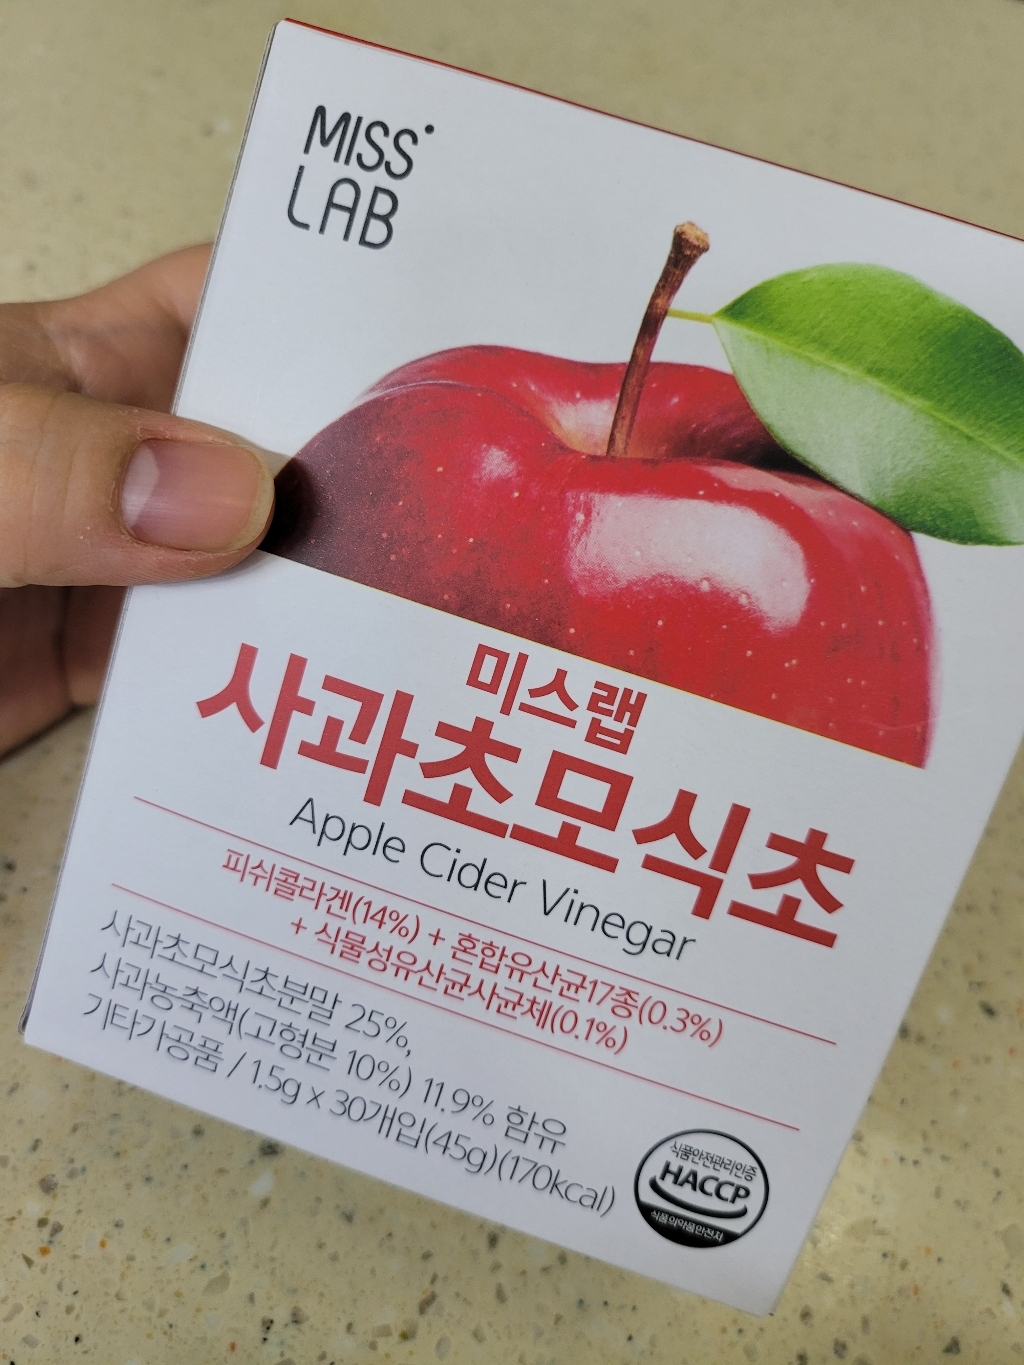 MISS
LAB
미스랩
사과초모식초
Apple Cider Vinegar
피쉬콜라겐(14%) + 혼합유산균17종(0.3%)
+ 식물성유산균사균체(0.1%)
사과초모식초분말 25%,
사과농축액(고형분 10%) 11.9% 함유
기타가공품 / 1.5g x 30개입(45g)(170kcal)
식품안전관리인증
HACCP
식품의약품안전처